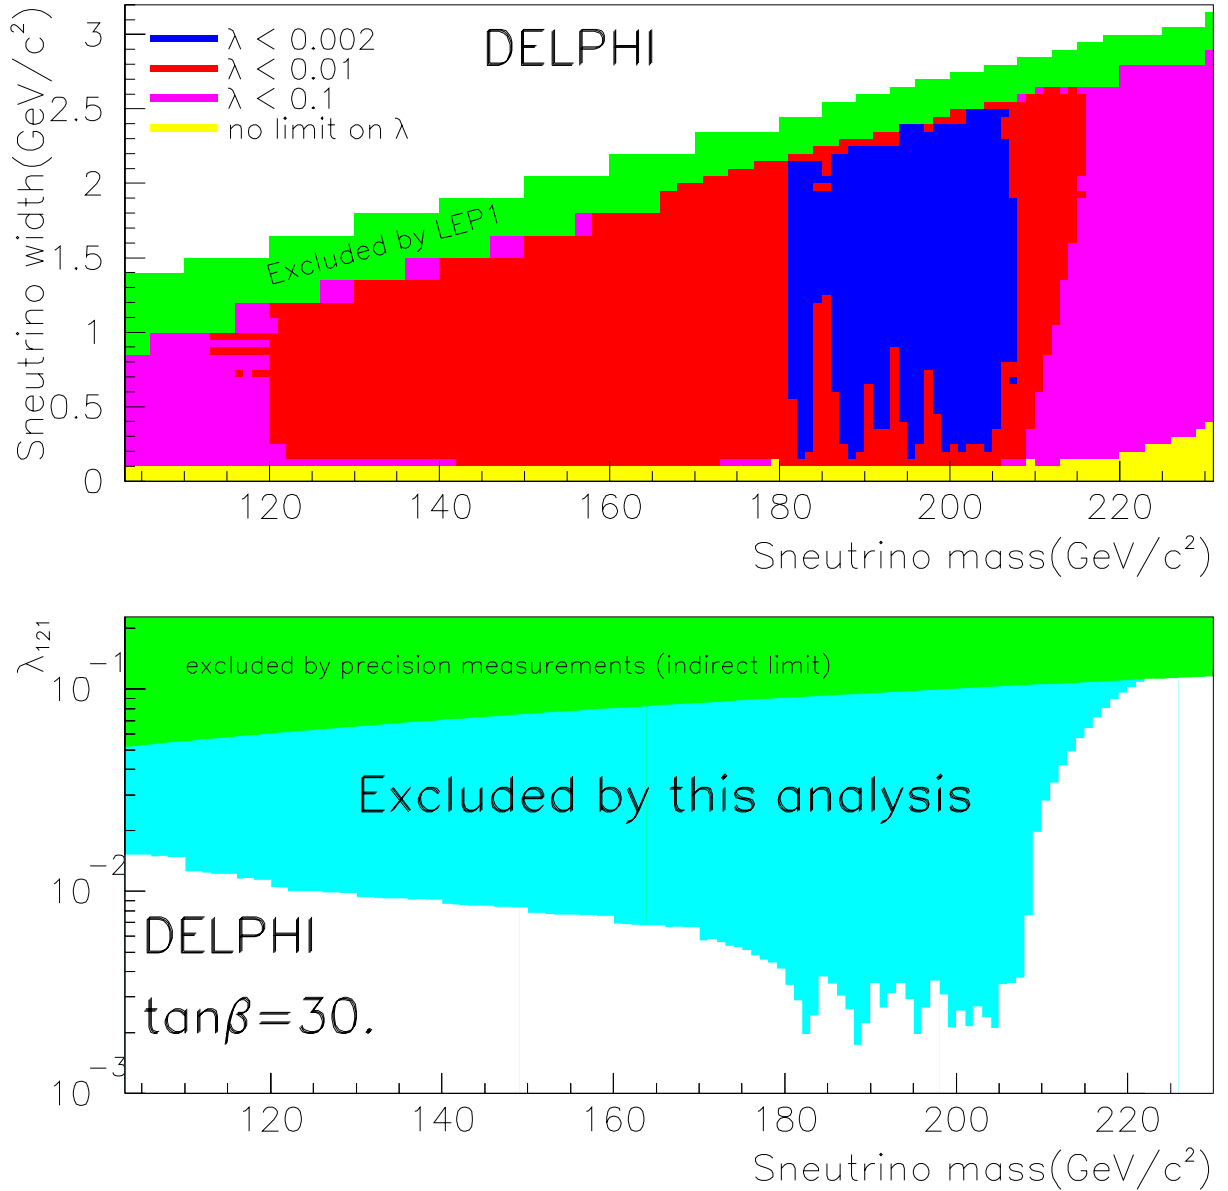 Sneutrino width(GeV/c²)
3
2.5
2
1.5
1
0.5
0
λ < 0.002
λ < 0.01
λ < 0.1
no limit on λ
DELPHI
Excluded by LEP1
120 140 160 180 200 220
Sneutrino mass(GeV/c²)
λ₁₂₁
10⁻¹
10⁻²
10⁻³
excluded by precision measurements (indirect limit)
Excluded by this analysis
DELPHI
tanβ=30.
120 140 160 180 200 220
Sneutrino mass(GeV/c²)